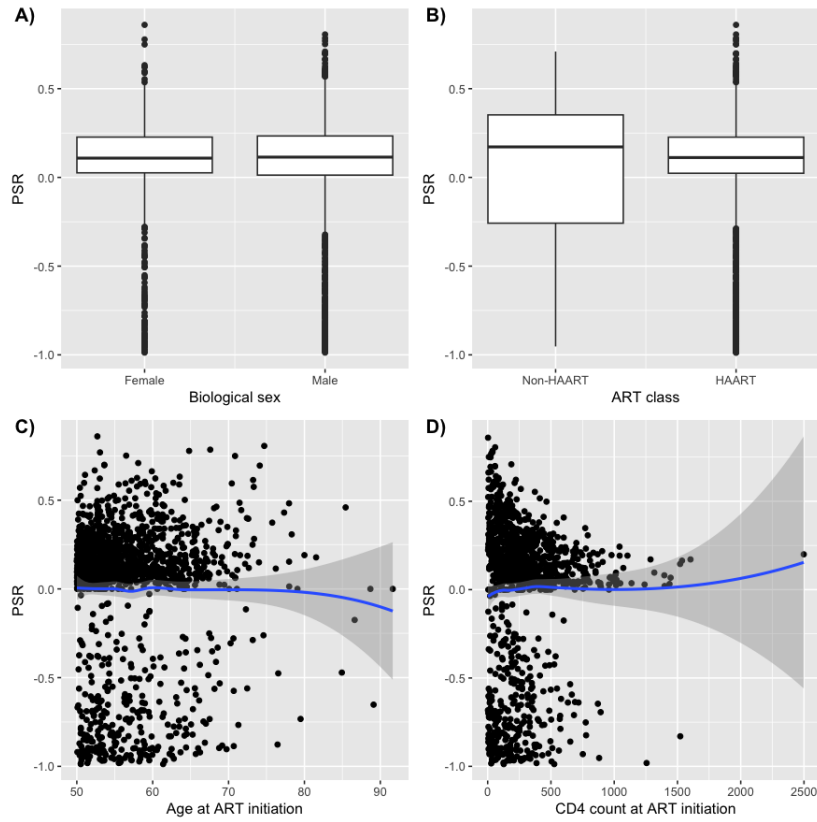 A)
PSR
0.5
0.0
-0.5
-1.0
Female
Male
Biological sex
B)
PSR
0.5
0.0
-0.5
-1.0
Non-HAART
HAART
ART class
C)
PSR
0.5
0.0
-0.5
-1.0
50
60
70
80
90
Age at ART initiation
D)
PSR
0.5
0.0
-0.5
-1.0
0
500
1000
1500
2000
2500
CD4 count at ART initiation